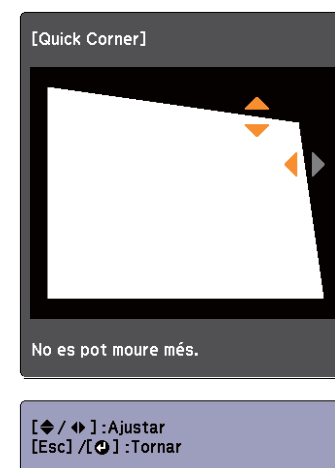 [Quick Corner]
No es pot moure més.
[ / ] :Ajustar
[Esc] /[ ] :Tornar